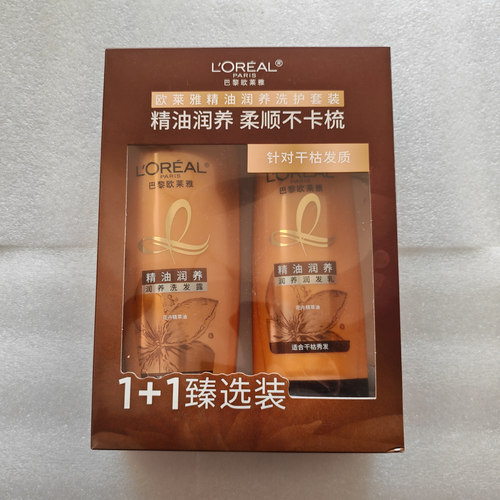 L'ORÉAL®
PARIS
巴黎欧莱雅
欧莱雅精油润养洗护套装
精油润养 柔顺不卡梳
针对干枯发质
L'ORÉAL
PARIS
巴黎欧莱雅
精油润养
润养洗发露
L'ORÉAL
PARIS
巴黎欧莱雅
精油润养
润养润发乳
适合干枯秀发
1+1臻选装